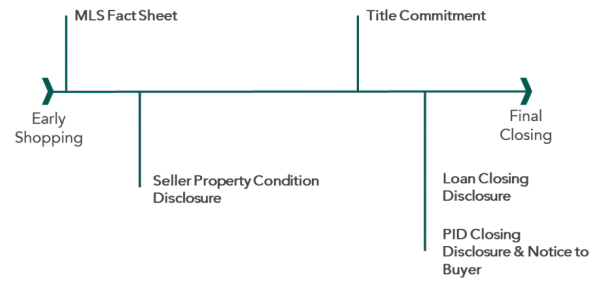 MLS Fact Sheet
Title Commitment
Early
Shopping
Final
Closing
Seller Property Condition
Disclosure
Loan Closing
Disclosure
PID Closing
Disclosure & Notice to
Buyer